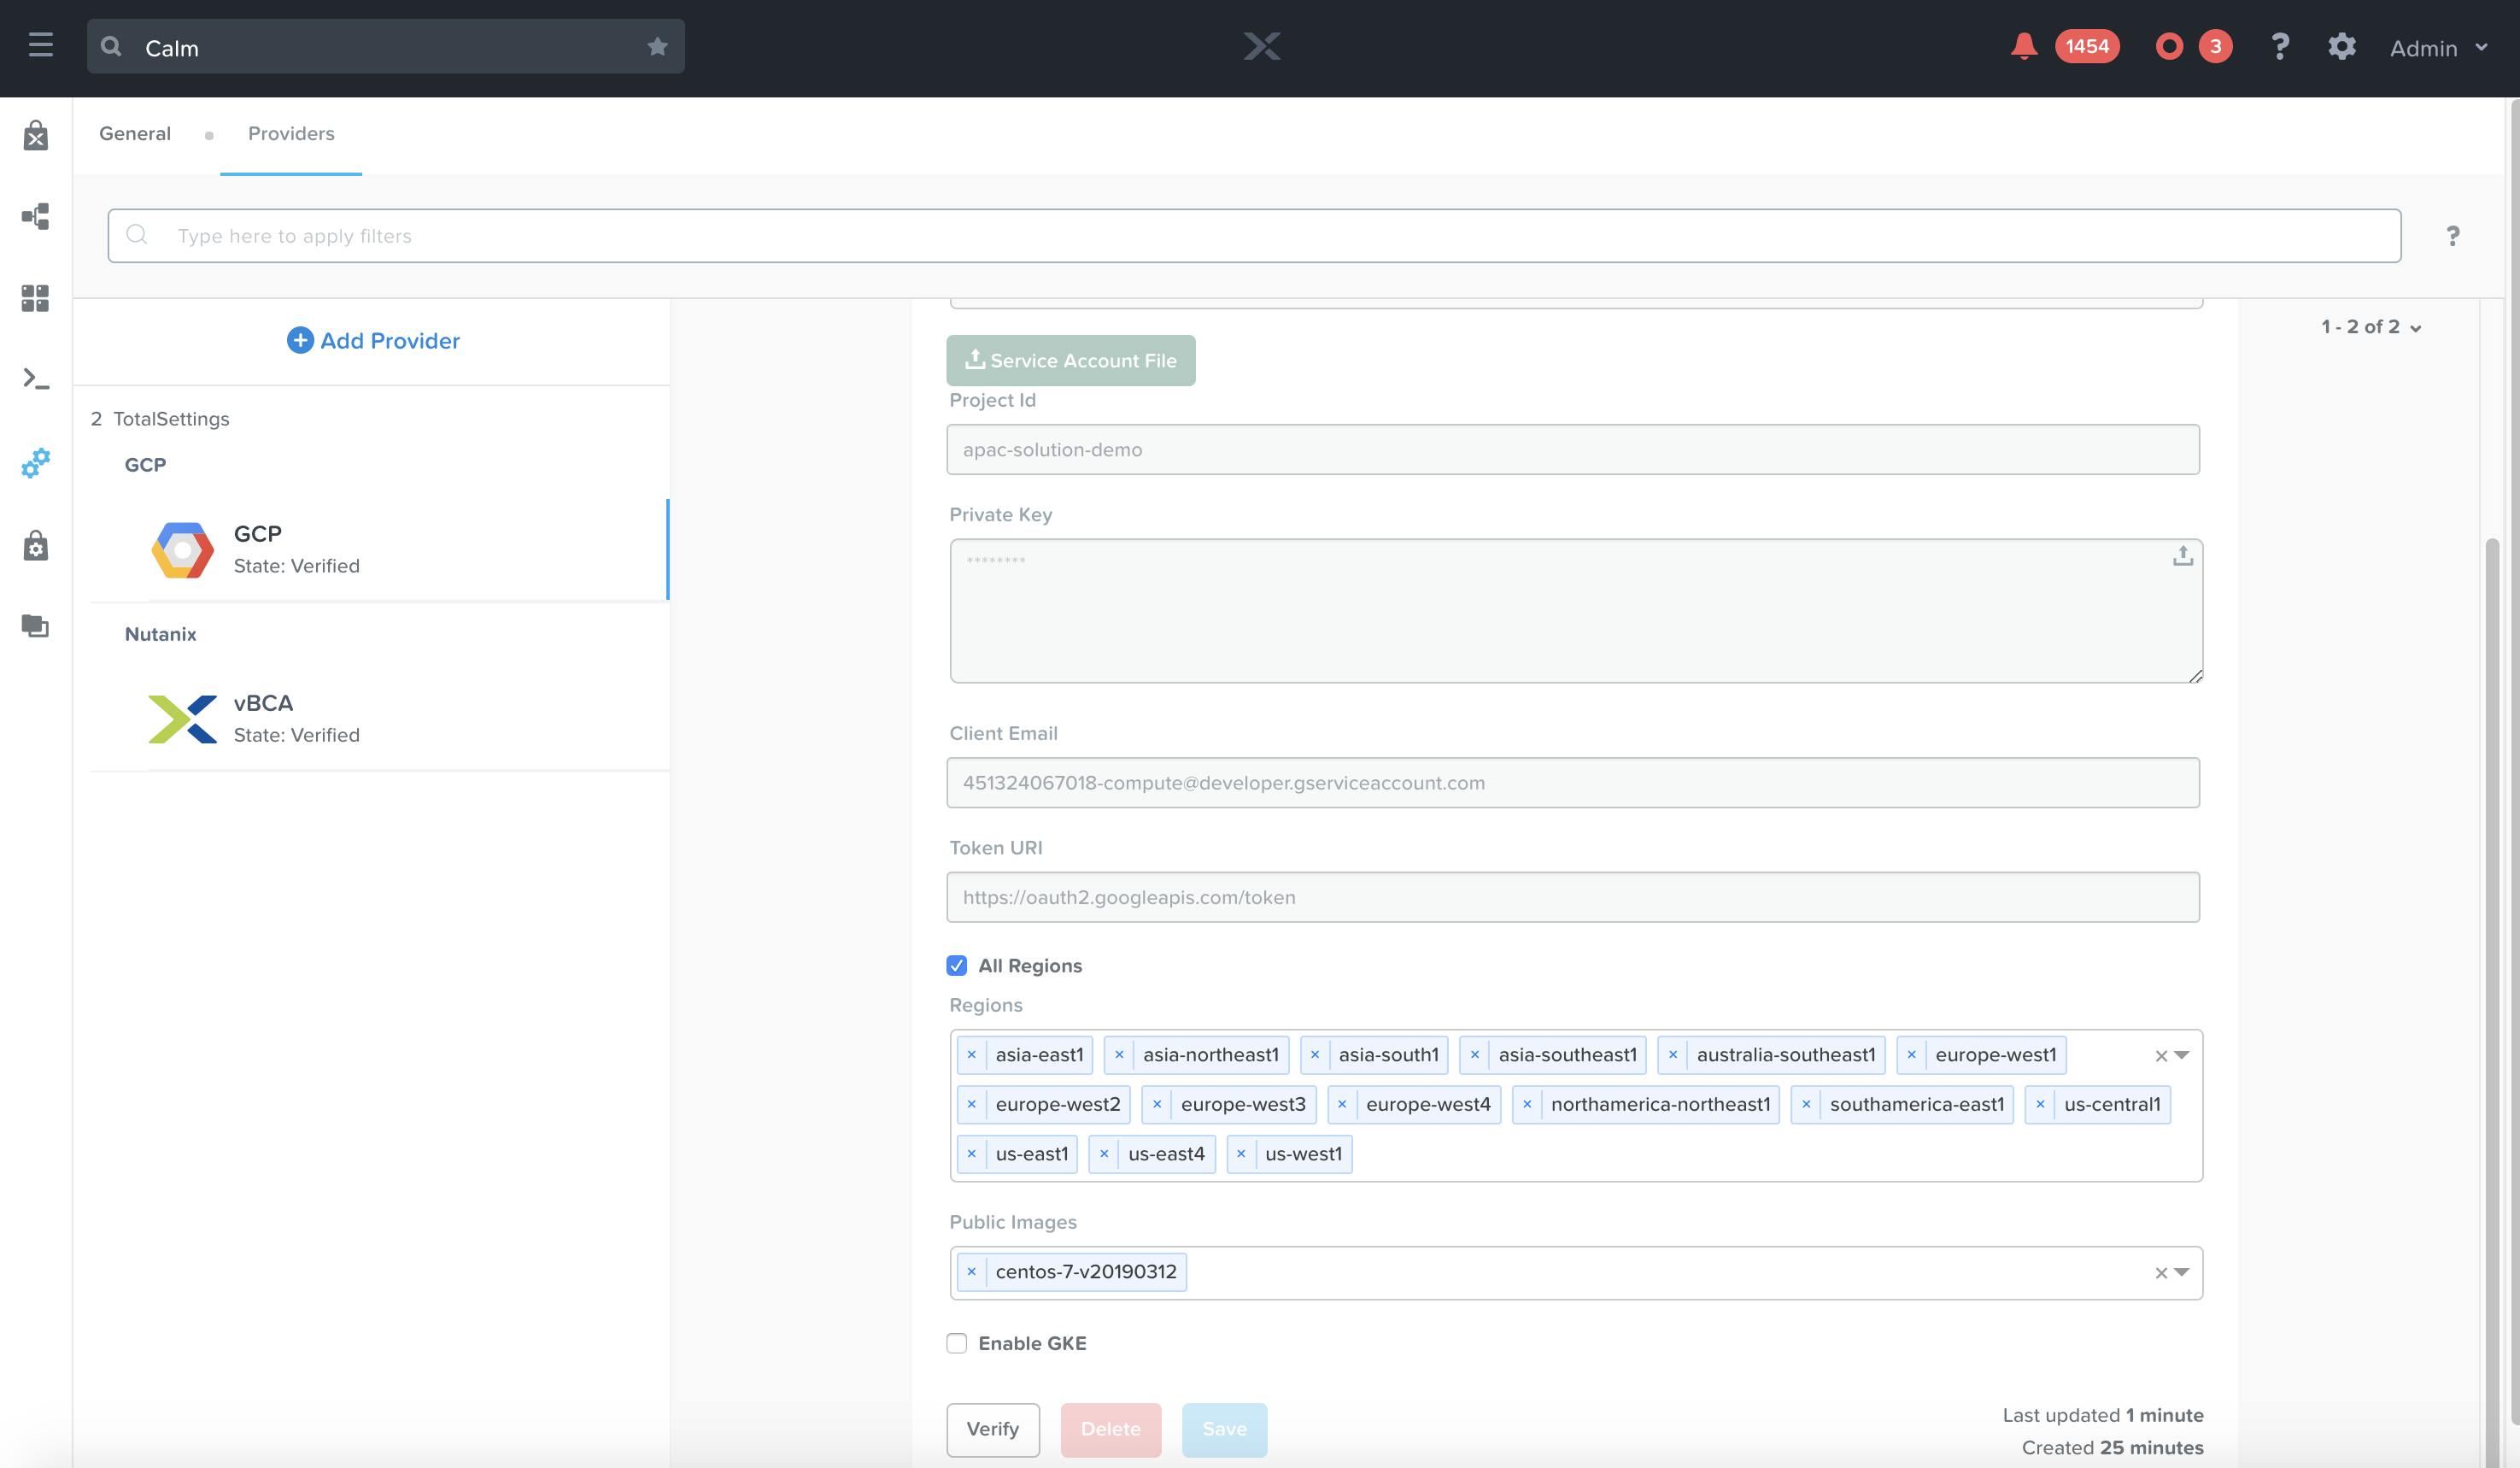 Calm
1454
3
?
Admin
General
Providers
Type here to apply filters
?
Add Provider
2 TotalSettings
GCP
GCP
State: Verified
Nutanix
vBCA
State: Verified
1 - 2 of 2
Service Account File
Project Id
apac-solution-demo
Private Key
********
Client Email
451324067018-compute@developer.gserviceaccount.com
Token URI
https://oauth2.googleapis.com/token
All Regions
Regions
× asia-east1 × asia-northeast1 × asia-south1 × asia-southeast1 × australia-southeast1 × europe-west1
× europe-west2 × europe-west3 × europe-west4 × northamerica-northeast1 × southamerica-east1 × us-central1
× us-east1 × us-east4 × us-west1
Public Images
× centos-7-v20190312
Enable GKE
Verify Delete Save
Last updated 1 minute
Created 25 minutes